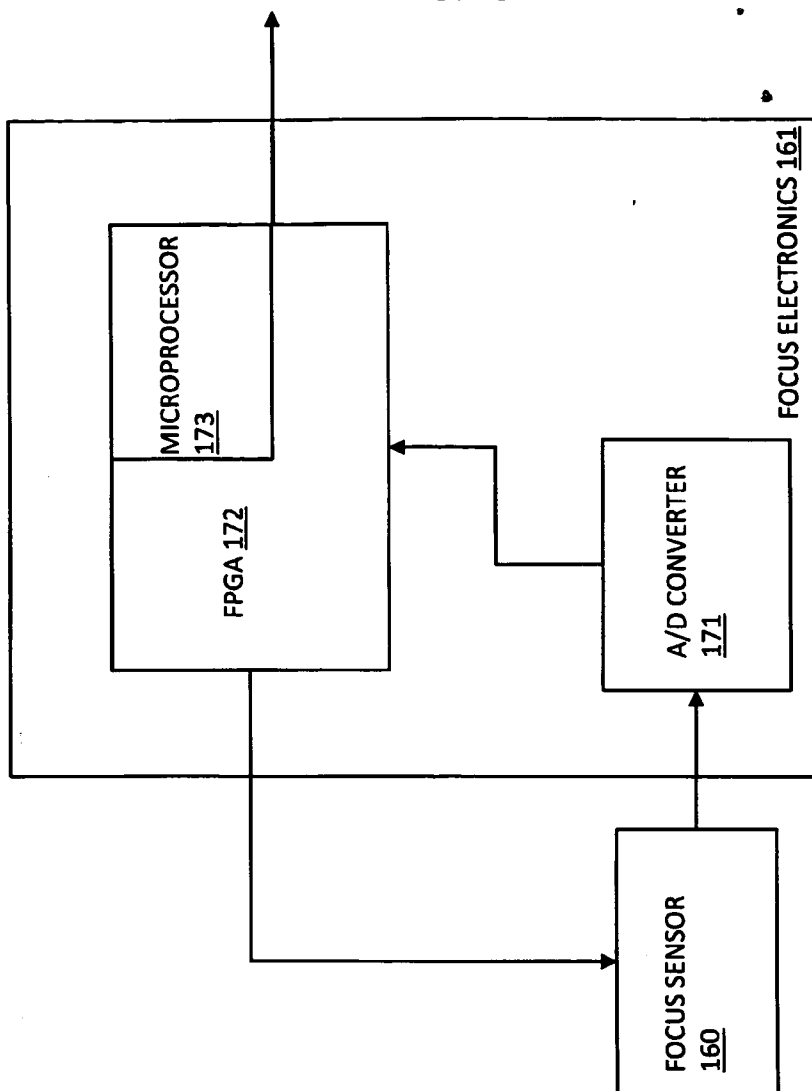 MICROPROCESSOR
173
FPGA 172
FOCUS SENSOR
160
A/D CONVERTER
171
FOCUS ELECTRONICS 161